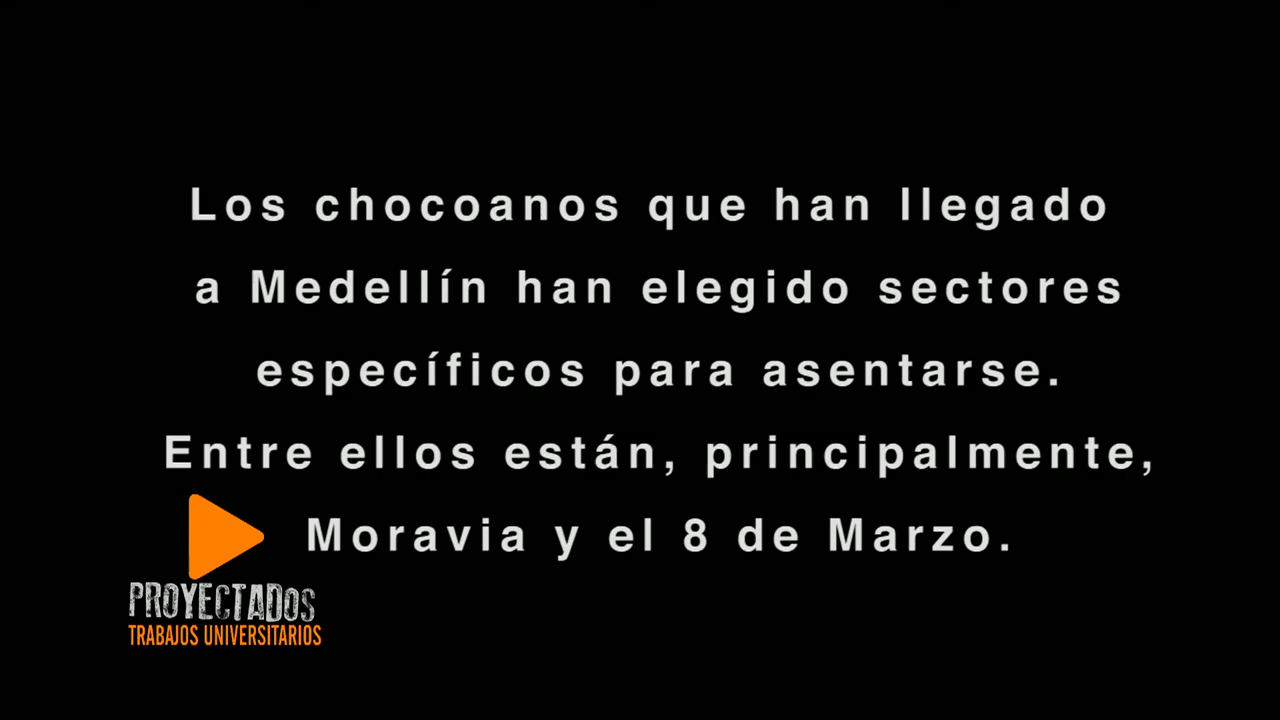 Los chocoanos que han llegado
a Medellín han elegido sectores
específicos para asentarse.
Entre ellos están, principalmente,
Moravia y el 8 de Marzo.
PROYECTADOS
TRABAJOS UNIVERSITARIOS